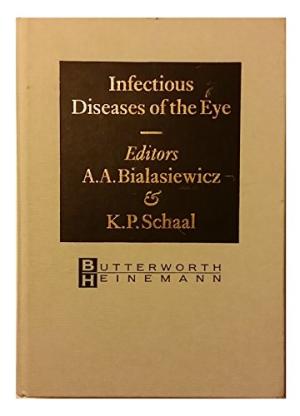 Infectious
Diseases of the Eye
Editors
A.A.Bialasiewicz
&
K.P.Schaal
BUTTERWORTH
HEINEMANN